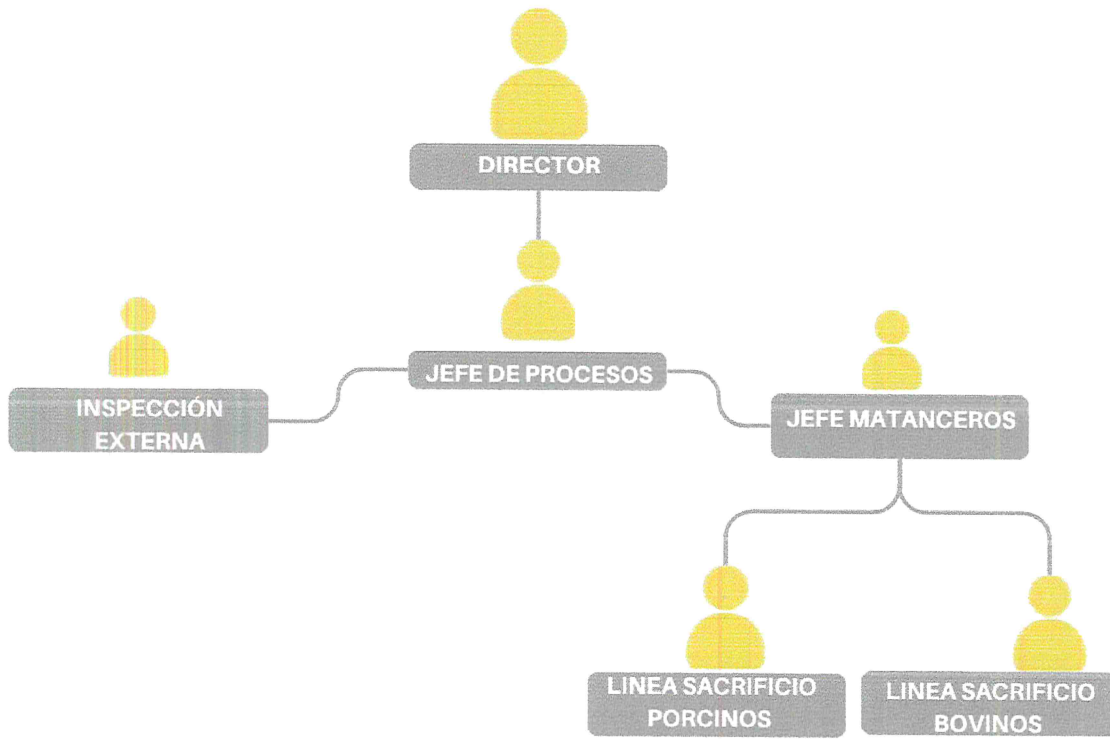 DIRECTOR
JEFE DE PROCESOS
INSPECCIÓN
EXTERNA
JEFE MATANCEROS
LINEA SACRIFICIO
PORCINOS
LINEA SACRIFICIO
BOVINOS